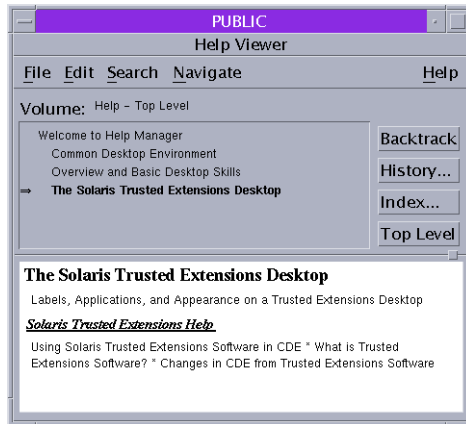 PUBLIC
Help Viewer
File Edit Search Navigate Help
Volume: Help - Top Level
Welcome to Help Manager
Common Desktop Environment
Overview and Basic Desktop Skills
⇒ The Solaris Trusted Extensions Desktop
Backtrack
History...
Index...
Top Level
The Solaris Trusted Extensions Desktop
Labels, Applications, and Appearance on a Trusted Extensions Desktop
Solaris Trusted Extensions Help
Using Solaris Trusted Extensions Software in CDE * What is Trusted
Extensions Software? * Changes in CDE from Trusted Extensions Software